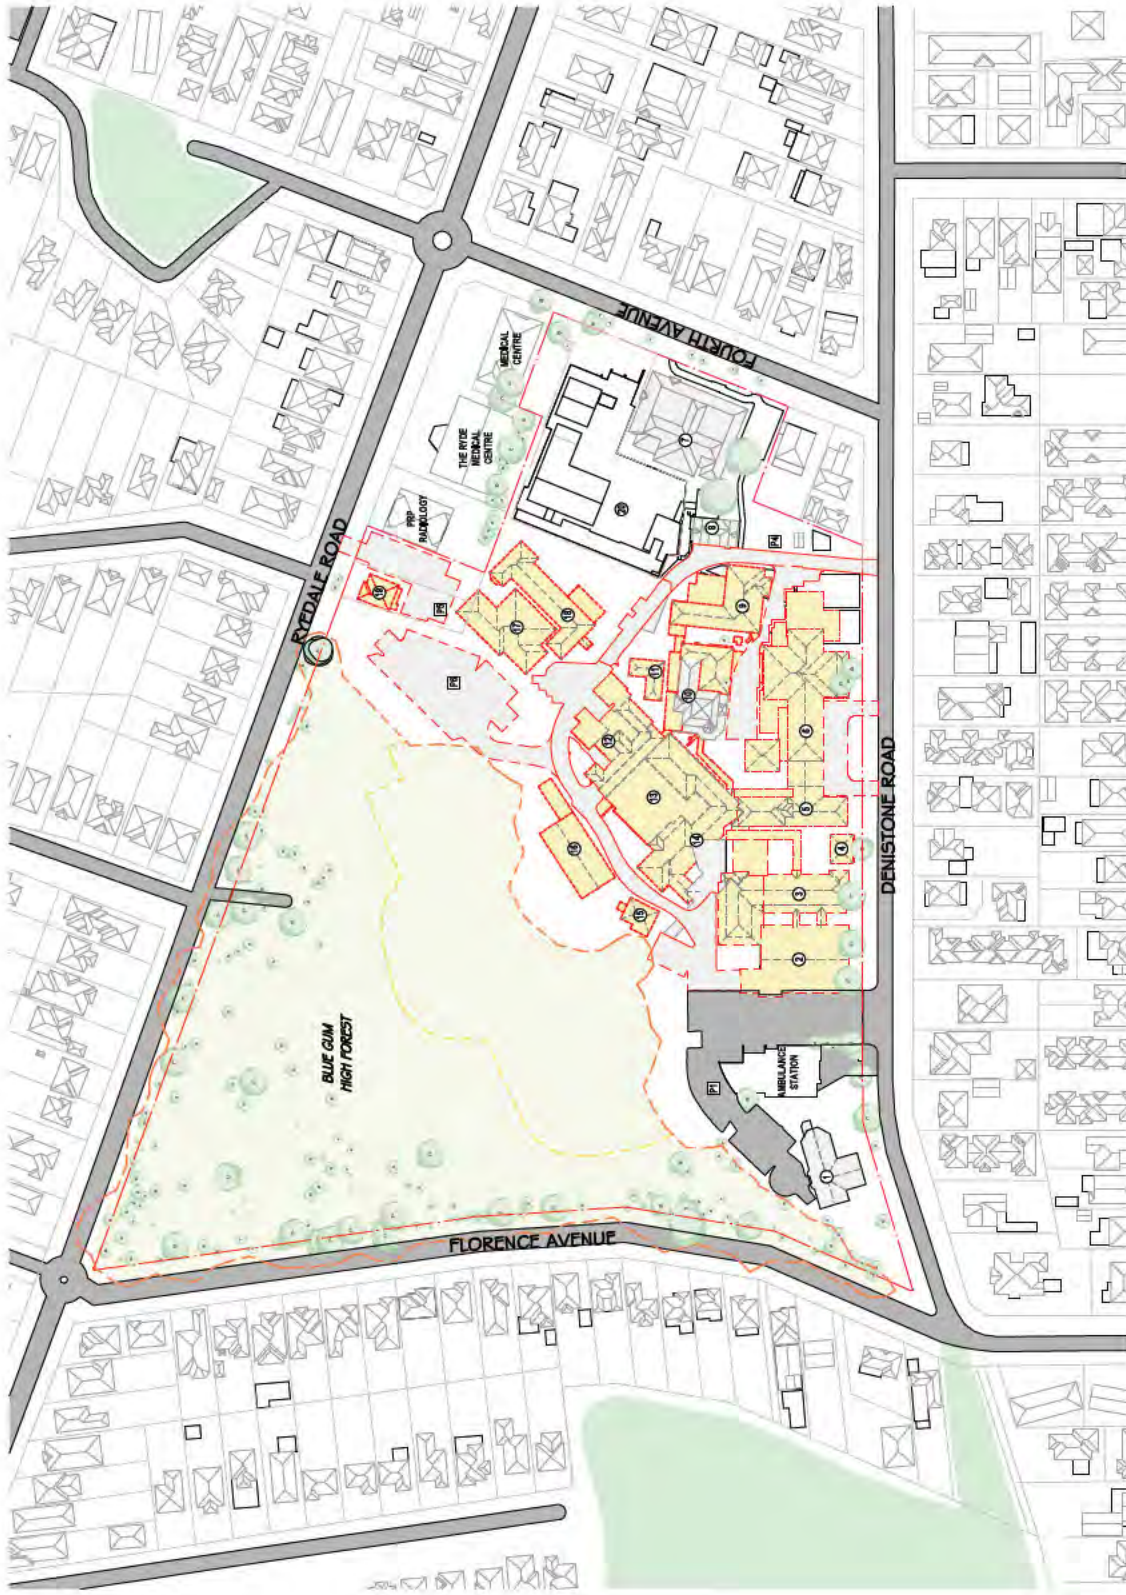 FOURTH AVENUE
MEDICAL
CENTRE
THE RYDE
MEDICAL
CENTRE
PRP
RADIOLOGY
RYEDALE ROAD
7
20
8
P4
19
P5
P6
17
18
9
11
10
12
13
6
5
14
4
16
15
3
2
DENISTONE ROAD
BLUE GUM
HIGH FOREST
P1
AMBULANCE
STATION
1
FLORENCE AVENUE